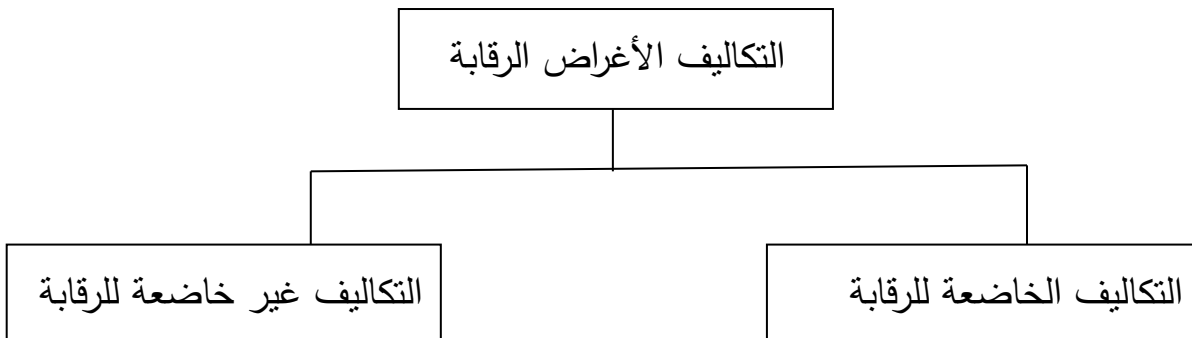 التكاليف الأغراض الرقابة
التكاليف الخاضعة للرقابة
التكاليف غير خاضعة للرقابة